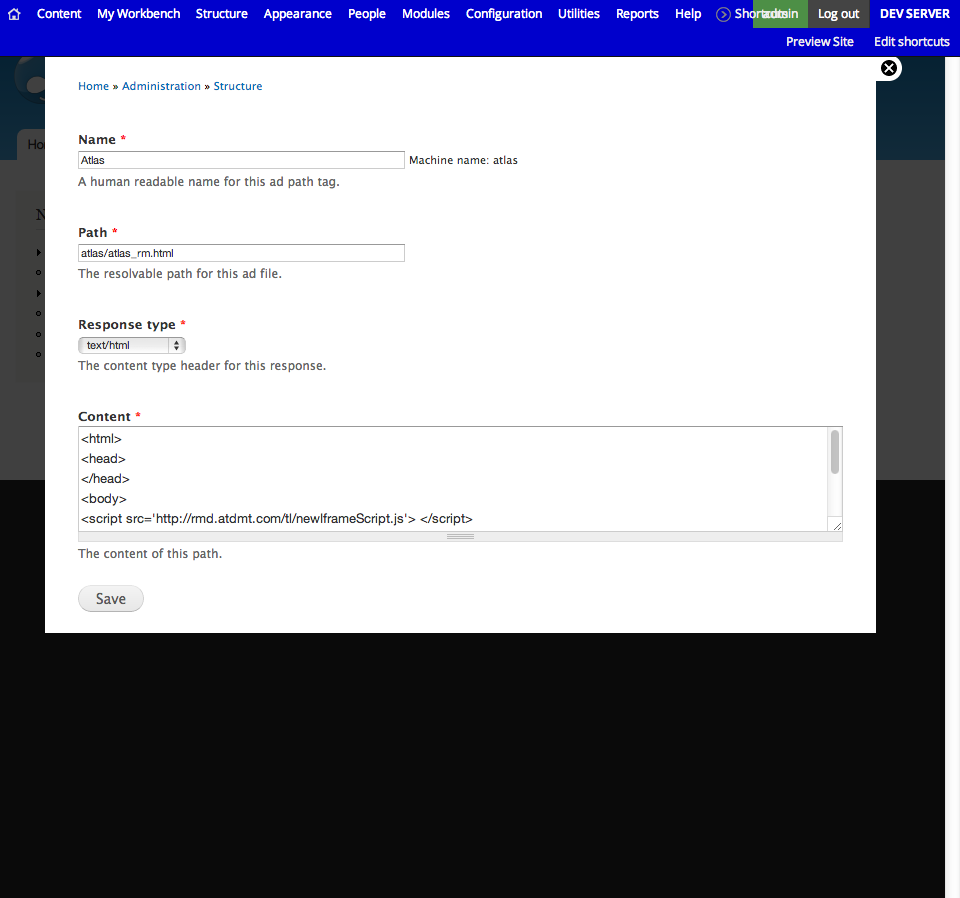 Content My Workbench Structure Appearance People Modules Configuration Utilities Reports Help Shortcuts admin Log out DEV SERVER
Preview Site Edit shortcuts
Home » Administration » Structure
Name *
Atlas Machine name: atlas
A human readable name for this ad path tag.
Path *
atlas/atlas_rm.html
The resolvable path for this ad file.
Response type *
text/html
The content type header for this response.
Content *
<html>
<head>
</head>
<body>
<script src='http://rmd.atdmt.com/tl/newIframeScript.js'> </script>
The content of this path.
Save